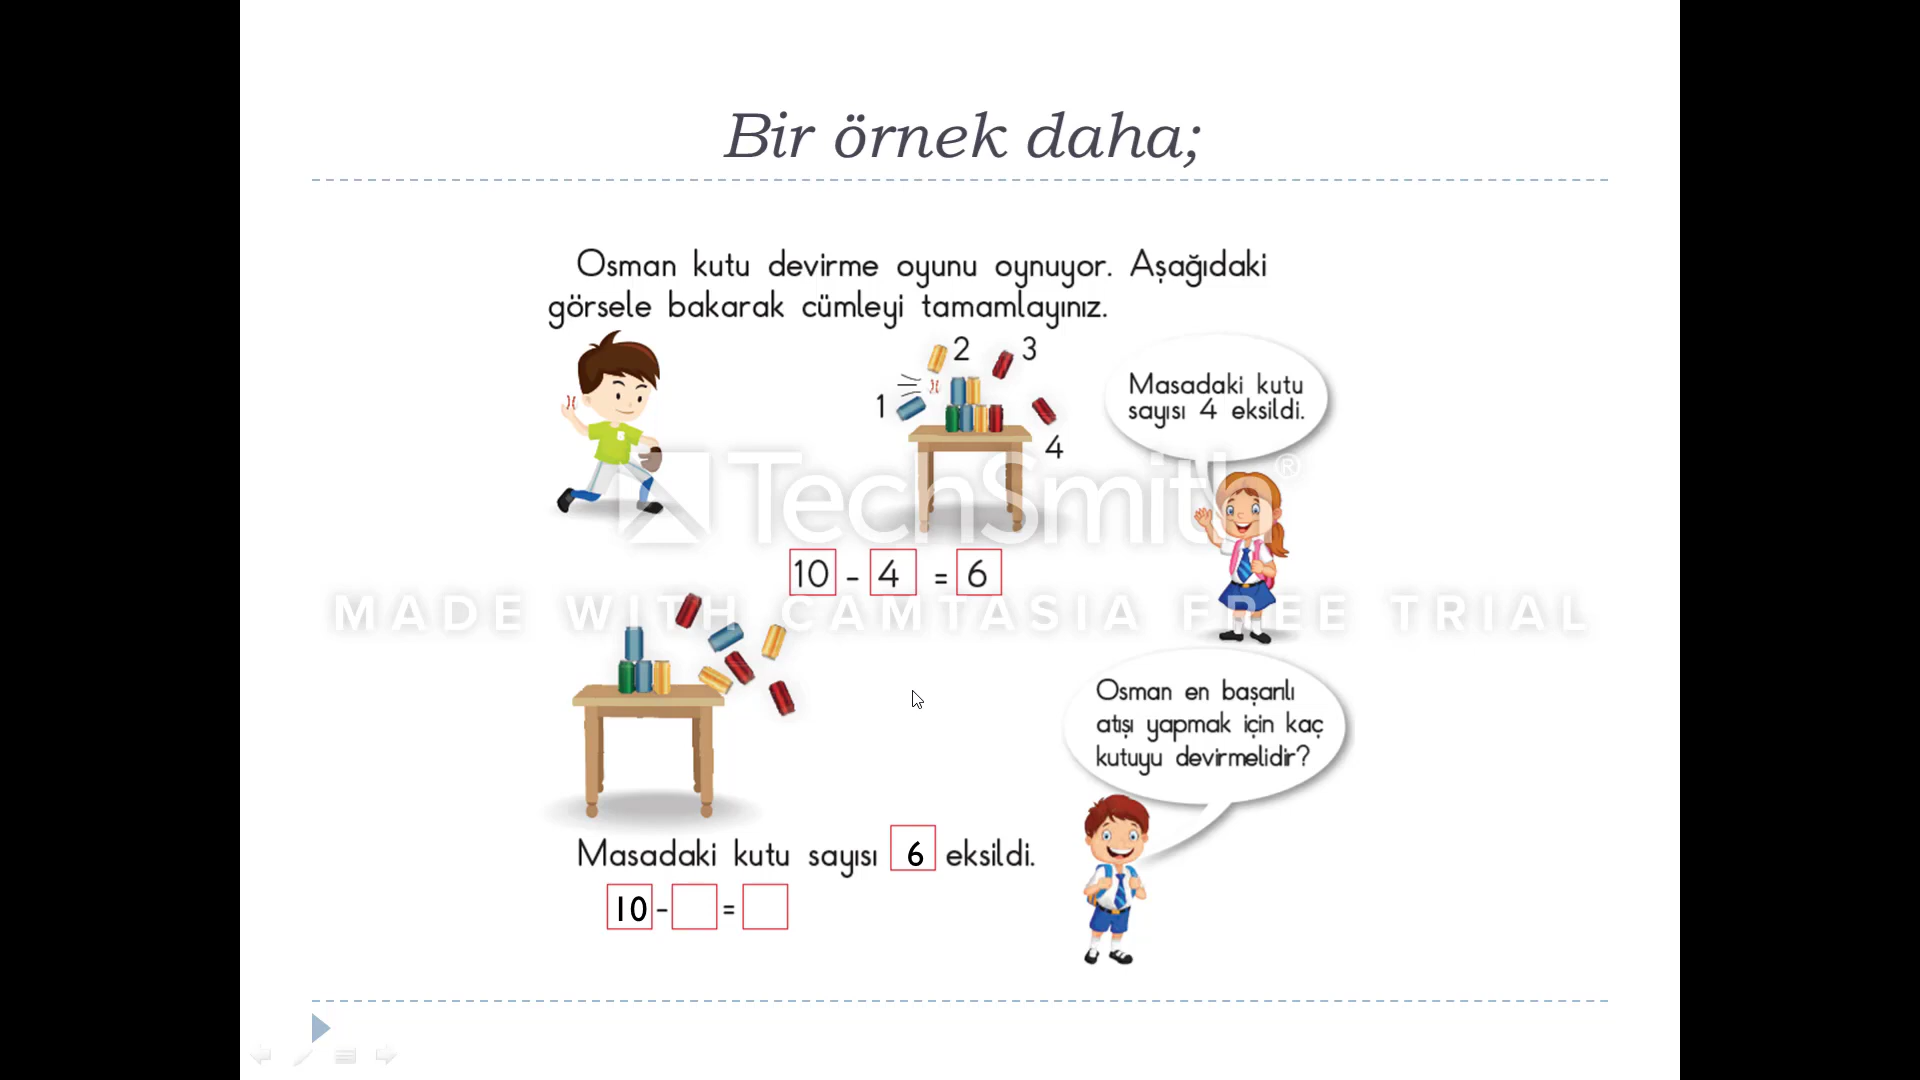 Bir örnek daha;
Osman kutu devirme oyunu oynuyor. Aşağıdaki
görsele bakarak cümleyi tamamlayınız.
1
2
3
4
Masadaki kutu
sayısı 4 eksildi.
TechSmith®
10 - 4 = 6
MADE WITH CAMTASIA FREE TRIAL
Osman en başarılı
atışı yapmak için kaç
kutuyu devirmelidir?
Masadaki kutu sayısı 6 eksildi.
10 - =